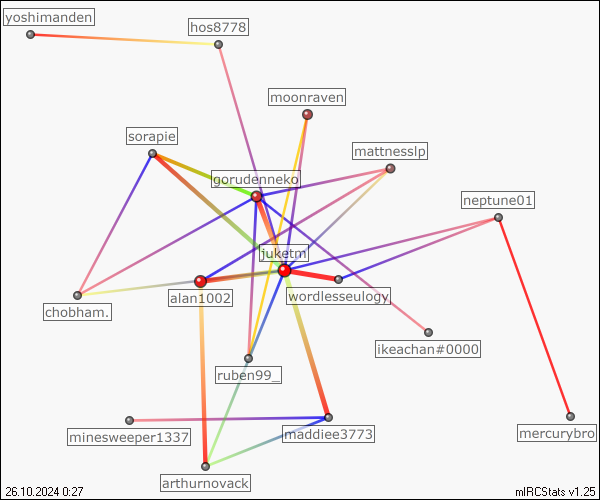 yoshimanden
hos8778
moonraven
sorapie
mattnesslp
gorudenneko
neptune01
juketm
wordlesseulogy
alan1002
chobham.
ikeachan#0000
ruben99_
maddiee3773
minesweeper1337
mercurybro
arthurnovack
26.10.2024 0:27
mIRCStats v1.25